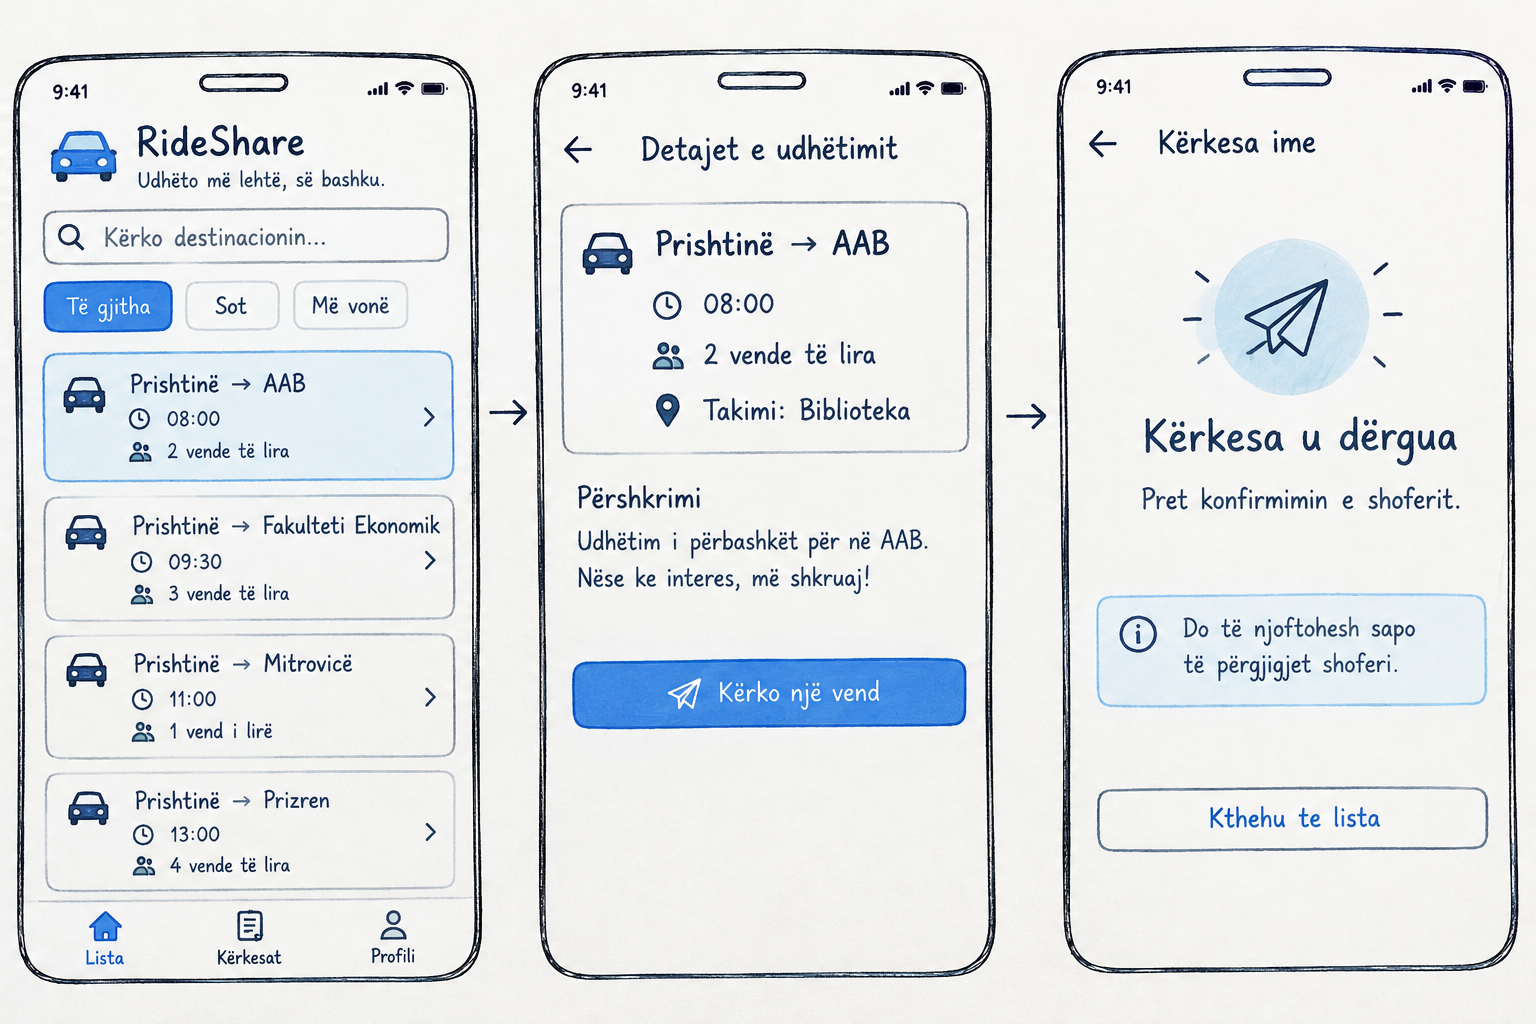 9:41
RideShare
Udhëto më lehtë, së bashku.
Kërko destinacionin...
Të gjitha
Sot
Më vonë
Prishtinë → AAB
08:00
2 vende të lira
Prishtinë → Fakulteti Ekonomik
09:30
3 vende të lira
Prishtinë → Mitrovicë
11:00
1 vend i lirë
Prishtinë → Prizren
13:00
4 vende të lira
Lista
Kërkesat
Profili
9:41
Detajet e udhëtimit
Prishtinë → AAB
08:00
2 vende të lira
Takimi: Biblioteka
Përshkrimi
Udhëtim i përbashkët për në AAB.
Nëse ke interes, më shkruaj!
Kërko një vend
9:41
Kërkesa ime
Kërkesa u dërgua
Pret konfirmimin e shoferit.
Do të njoftohesh sapo
të përgjigjet shoferi.
Kthehu te lista